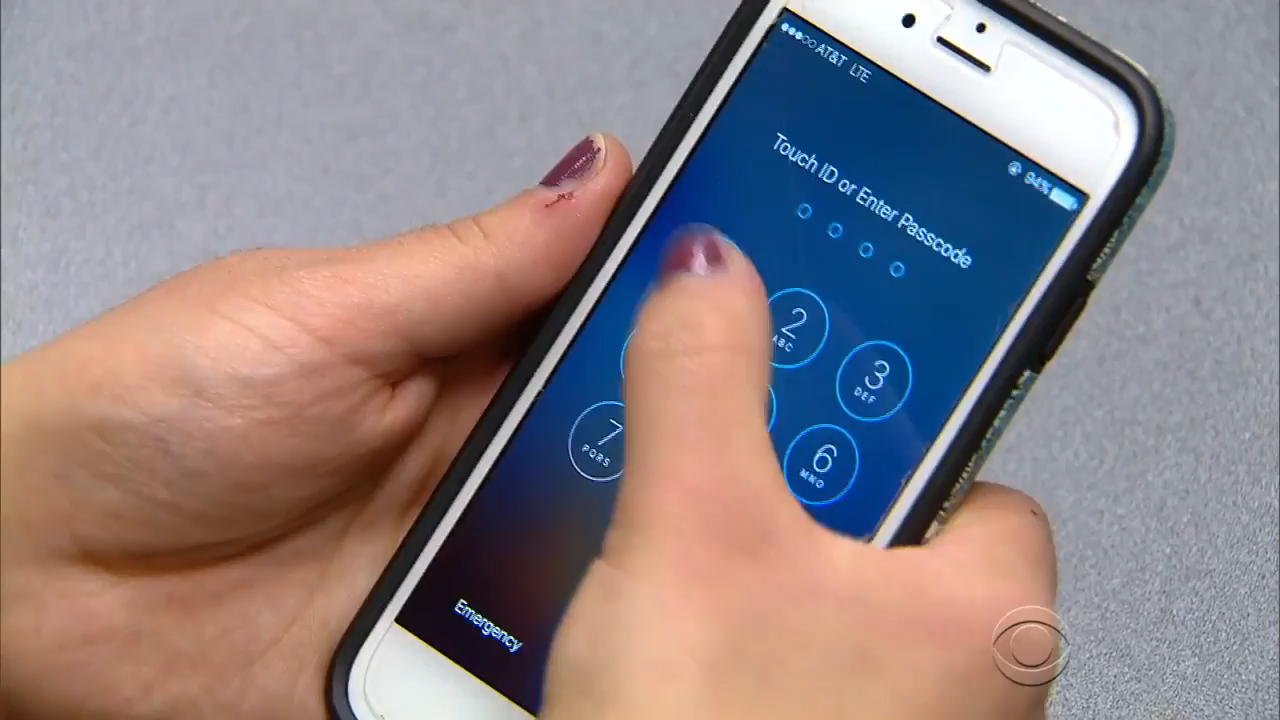 ●●●○○ AT&T LTE
94%
Touch ID or Enter Passcode
2
ABC
3
DEF
6
MNO
7
PQRS
Emergency